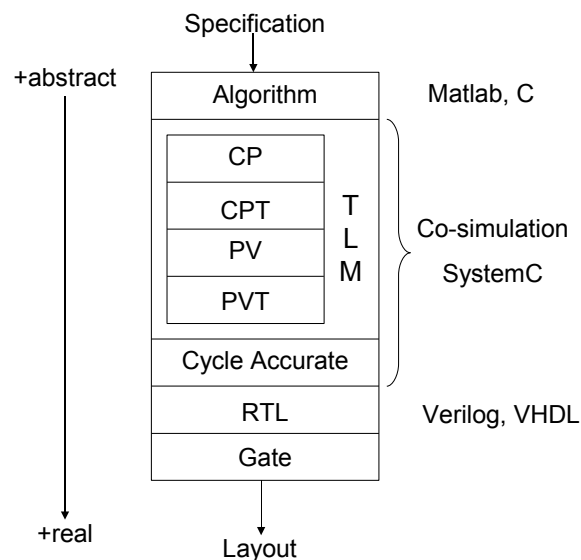 Specification
+abstract
Algorithm
Matlab, C
CP
CPT
PV
PVT
T
L
M
Co-simulation
SystemC
Cycle Accurate
RTL
Verilog, VHDL
Gate
+real
Layout